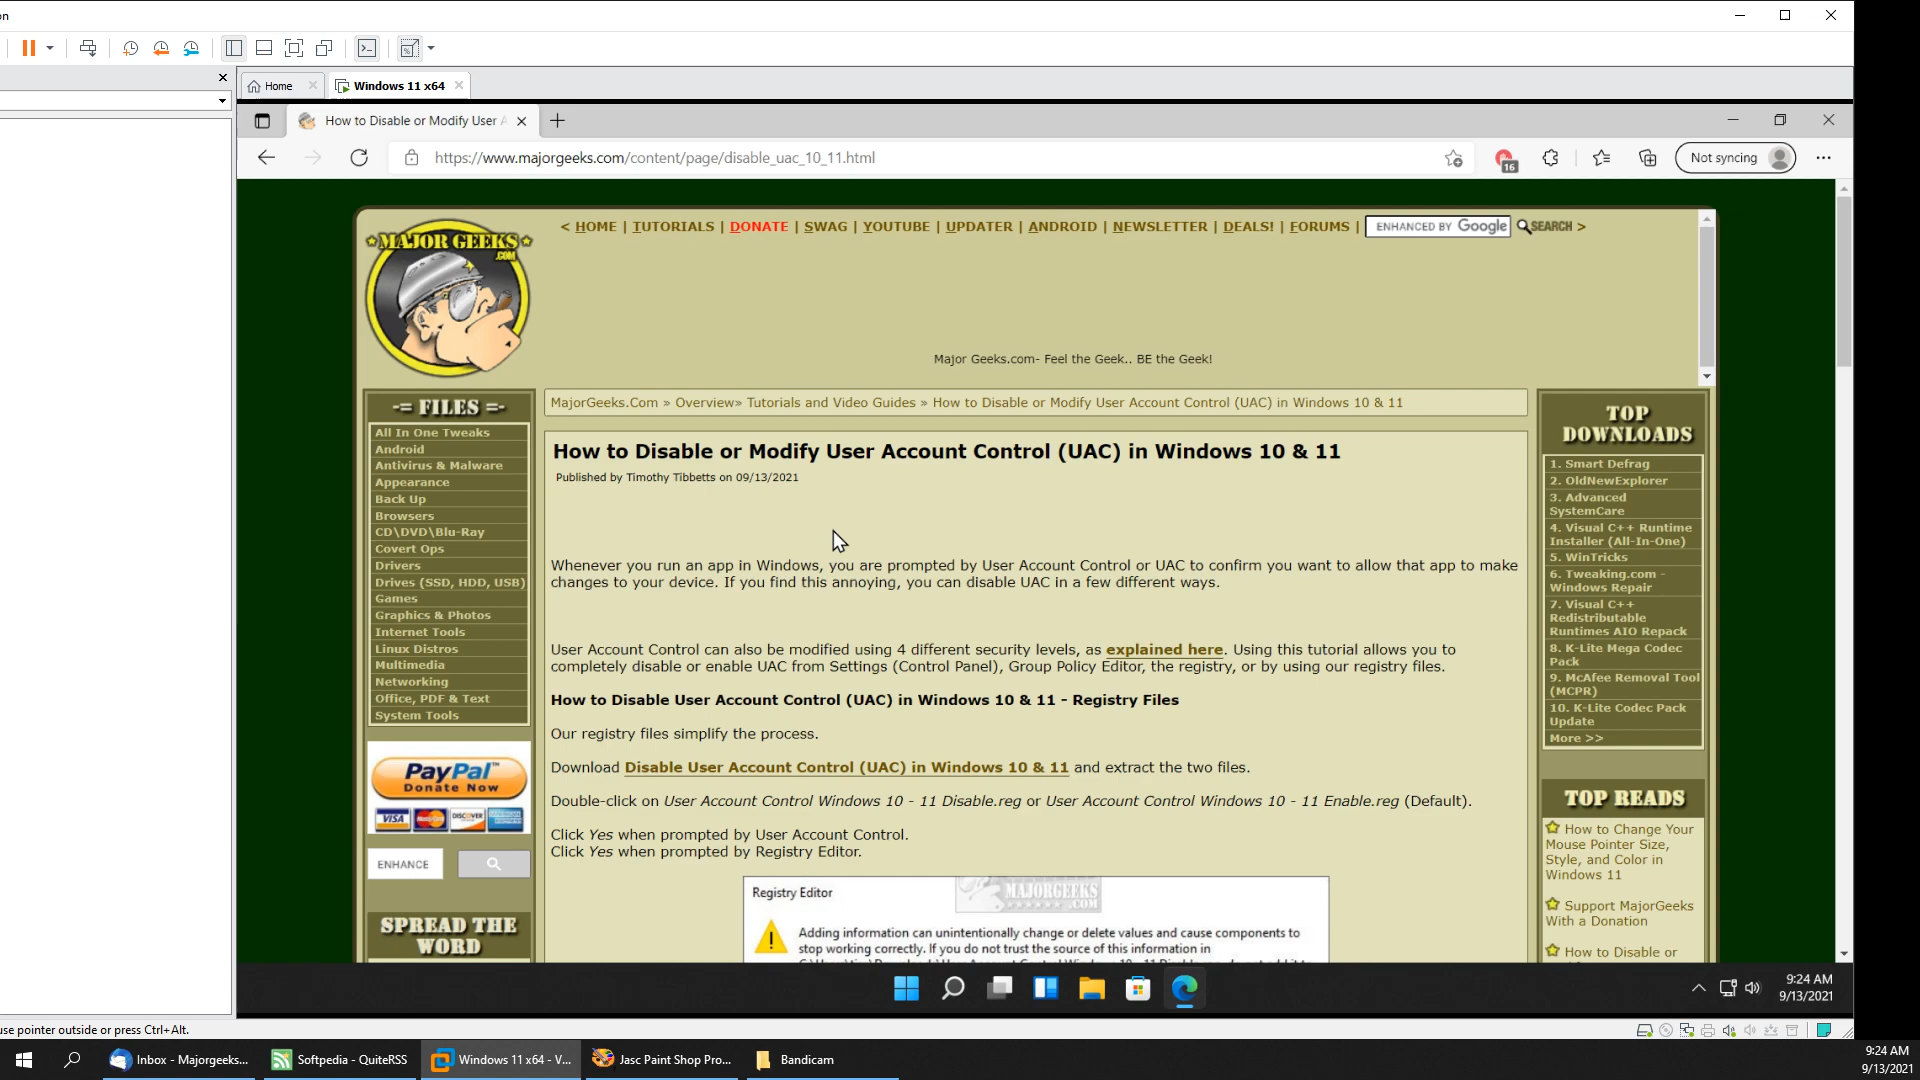 on
Home
Windows 11 x64
How to Disable or Modify User A
https://www.majorgeeks.com/content/page/disable_uac_10_11.html
16
Not syncing
MAJOR GEEKS
.COM
< HOME | TUTORIALS | DONATE | SWAG | YOUTUBE | UPDATER | ANDROID | NEWSLETTER | DEALS! | FORUMS | ENHANCED BY Google SEARCH >
Major Geeks.com- Feel the Geek.. BE the Geek!
-= FILES =-
All In One Tweaks
Android
Antivirus & Malware
Appearance
Back Up
Browsers
CD\DVD\Blu-Ray
Covert Ops
Drivers
Drives (SSD, HDD, USB)
Games
Graphics & Photos
Internet Tools
Linux Distros
Multimedia
Networking
Office, PDF & Text
System Tools
PayPal™
Donate Now
VISA MasterCard DISCOVER
ENHANCE
SPREAD THE
WORD
MajorGeeks.Com » Overview» Tutorials and Video Guides » How to Disable or Modify User Account Control (UAC) in Windows 10 & 11
How to Disable or Modify User Account Control (UAC) in Windows 10 & 11
Published by Timothy Tibbetts on 09/13/2021
Whenever you run an app in Windows, you are prompted by User Account Control or UAC to confirm you want to allow that app to make
changes to your device. If you find this annoying, you can disable UAC in a few different ways.
User Account Control can also be modified using 4 different security levels, as explained here. Using this tutorial allows you to
completely disable or enable UAC from Settings (Control Panel), Group Policy Editor, the registry, or by using our registry files.
How to Disable User Account Control (UAC) in Windows 10 & 11 - Registry Files
Our registry files simplify the process.
Download Disable User Account Control (UAC) in Windows 10 & 11 and extract the two files.
Double-click on User Account Control Windows 10 - 11 Disable.reg or User Account Control Windows 10 - 11 Enable.reg (Default).
Click Yes when prompted by User Account Control.
Click Yes when prompted by Registry Editor.
Registry Editor
MAJORGEEKS
.COM
Adding information can unintentionally change or delete values and cause components to
stop working correctly. If you do not trust the source of this information in
TOP
DOWNLOADS
1. Smart Defrag
2. OldNewExplorer
3. Advanced
SystemCare
4. Visual C++ Runtime
Installer (All-In-One)
5. WinTricks
6. Tweaking.com -
Windows Repair
7. Visual C++
Redistributable
Runtimes AIO Repack
8. K-Lite Mega Codec
Pack
9. McAfee Removal Tool
(MCPR)
10. K-Lite Codec Pack
Update
More >>
TOP READS
How to Change Your
Mouse Pointer Size,
Style, and Color in
Windows 11
Support MajorGeeks
With a Donation
How to Disable or
9:24 AM
9/13/2021
use pointer outside or press Ctrl+Alt.
Inbox - Majorgeeks...
Softpedia - QuiteRSS
Windows 11 x64 - V...
Jasc Paint Shop Pro...
Bandicam
9:24 AM
9/13/2021